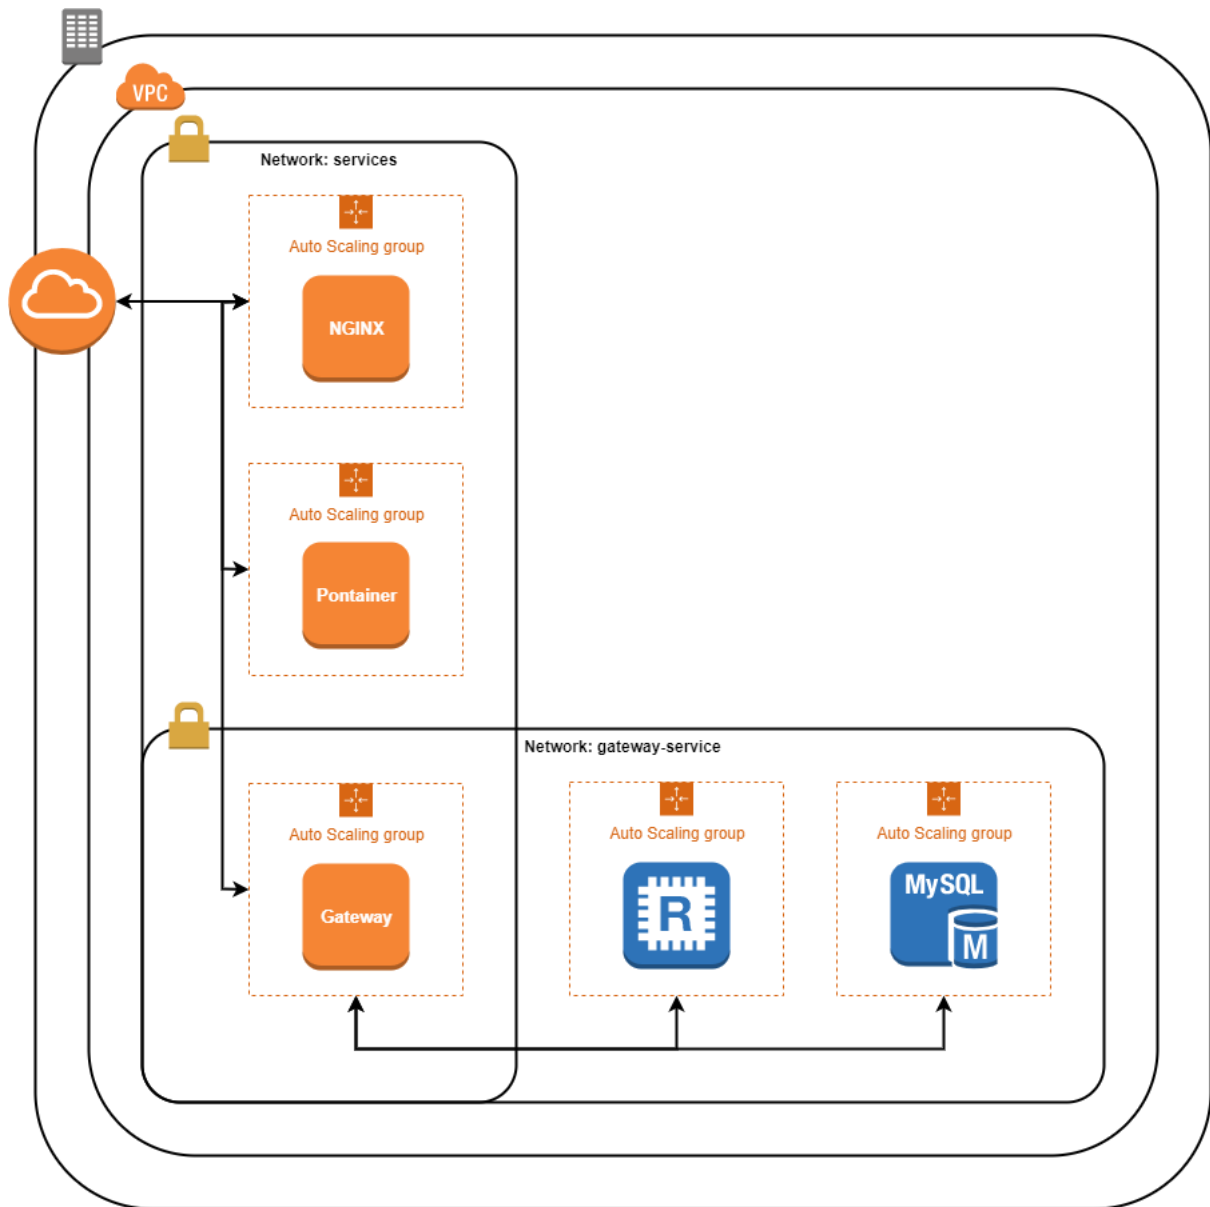 VPC
Network: services
Auto Scaling group
NGINX
Auto Scaling group
Pontainer
Network: gateway-service
Auto Scaling group
Auto Scaling group
Auto Scaling group
Gateway
R
MySQL
M